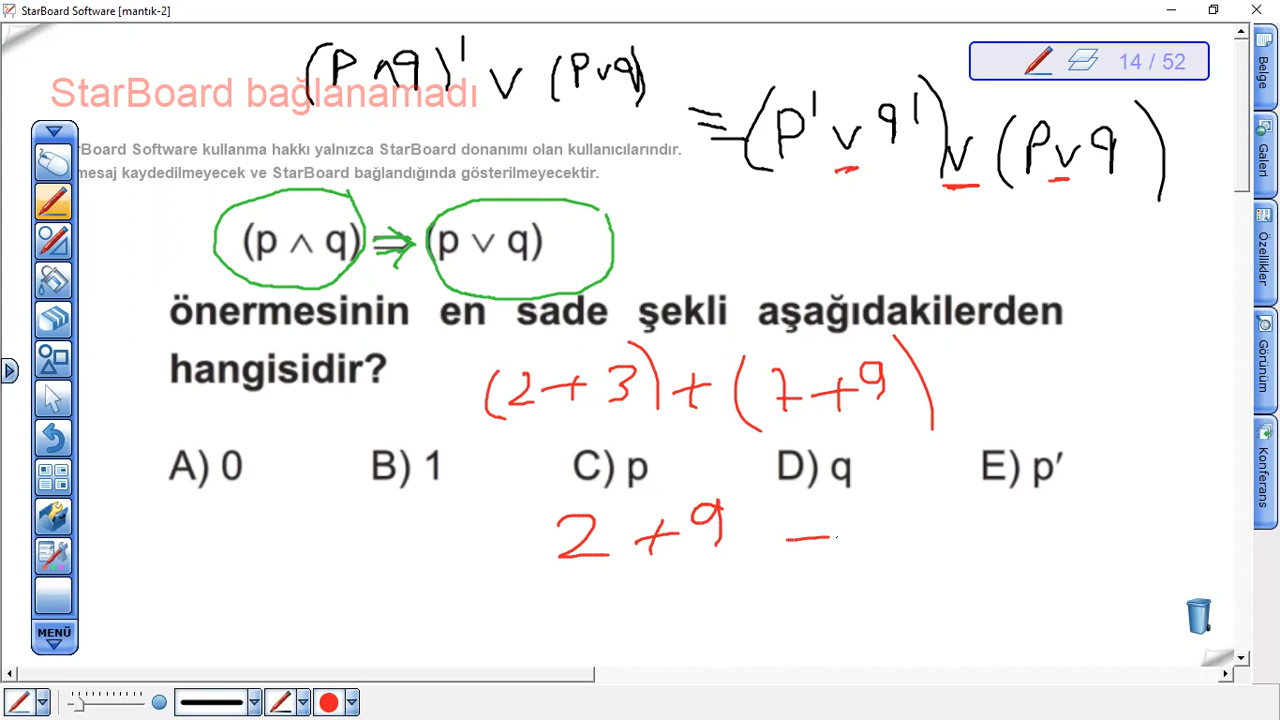 StarBoard Software [mantık-2]
(p ∧ q)' ∨ (p ∨ q)
14 / 52
StarBoard bağlanamadı
≡ (p' ∨ q') ∨ (p ∨ q)
Board Software kullanma hakkı yalnızca StarBoard donanımı olan kullanıcılarındır.
mesaj kaydedilmeyecek ve StarBoard bağlandığında gösterilmeyecektir.
(p ∧ q) ⇒ (p ∨ q)
önermesinin en sade şekli aşağıdakilerden
hangisidir?
(2 + 3) + (7 + 9)
A) 0 B) 1 C) p D) q E) p′
2 + 9 –
MENÜ
Belge
Galeri
Özellikler
Görünüm
Konferans